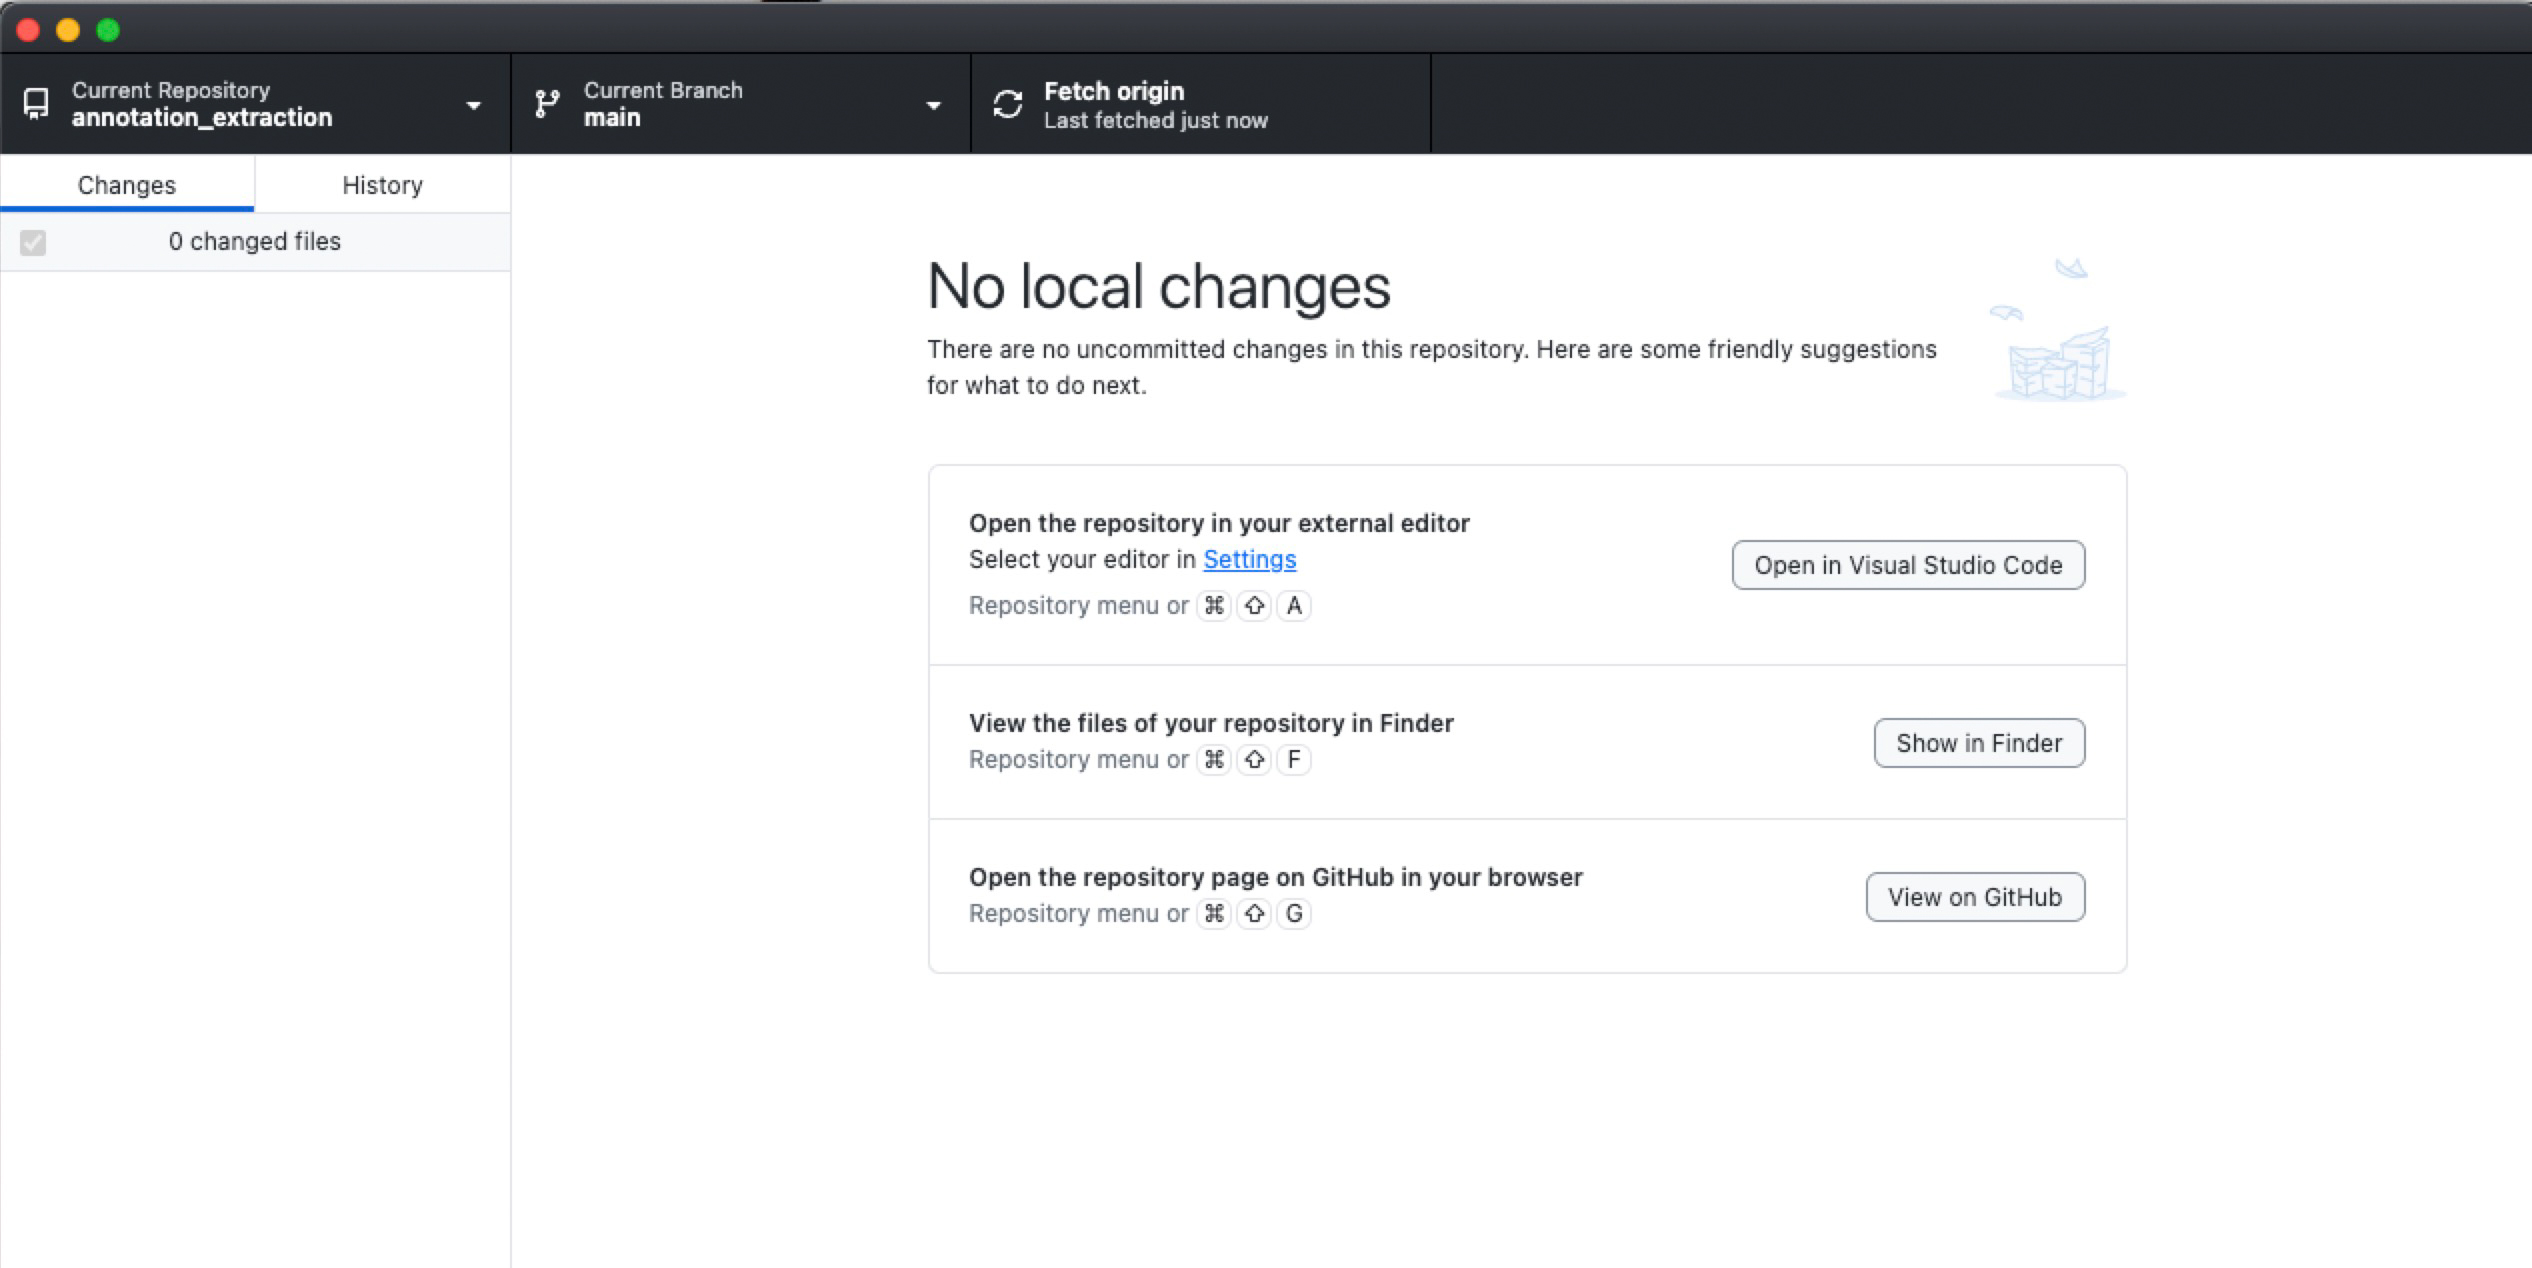 Current Repository
annotation_extraction
Current Branch
main
Fetch origin
Last fetched just now
Changes
History
0 changed files
No local changes
There are no uncommitted changes in this repository. Here are some friendly suggestions
for what to do next.
Open the repository in your external editor
Select your editor in Settings
Repository menu or ⌘ ⇧ A
Open in Visual Studio Code
View the files of your repository in Finder
Repository menu or ⌘ ⇧ F
Show in Finder
Open the repository page on GitHub in your browser
Repository menu or ⌘ ⇧ G
View on GitHub